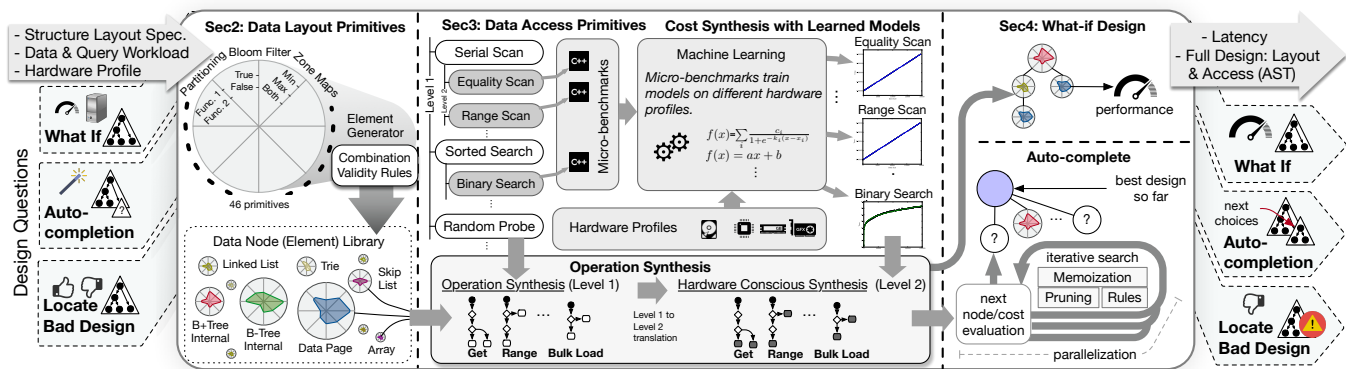 - Structure Layout Spec.
- Data & Query Workload
- Hardware Profile
Design Questions
What If
Auto-
completion
?
Locate
Bad Design
Sec2: Data Layout Primitives
Bloom Filter
Partitioning
Zone Maps
True
False
Min
Max
Both
Func. 1
Func. 2
Element
Generator
Combination
Validity Rules
46 primitives
Data Node (Element) Library
Linked List
Trie
Skip
List
B+Tree
Internal
B-Tree
Internal
Data Page
Array
Sec3: Data Access Primitives
Level 1
Level 2
Serial Scan
Equality Scan
Range Scan
Sorted Search
Binary Search
Random Probe
C++
C++
C++
Micro-benchmarks
Cost Synthesis with Learned Models
Machine Learning
Micro-benchmarks train
models on different hardware
profiles.
f(x)=∑_i c_i/(1+e^{-k_i(x-x_i)})
f(x) = ax + b
Hardware Profiles
GFX
Equality Scan
Range Scan
Binary Search
Operation Synthesis
Operation Synthesis (Level 1)
Get
Range
Bulk Load
Level 1 to
Level 2
translation
Hardware Conscious Synthesis (Level 2)
Get
Range
Bulk Load
Sec4: What-if Design
performance
Auto-complete
best design
so far
?
?
iterative search
Memoization
Pruning
Rules
next
node/cost
evaluation
parallelization
- Latency
- Full Design: Layout
& Access (AST)
What If
next
choices
Auto-
completion
Locate
Bad Design